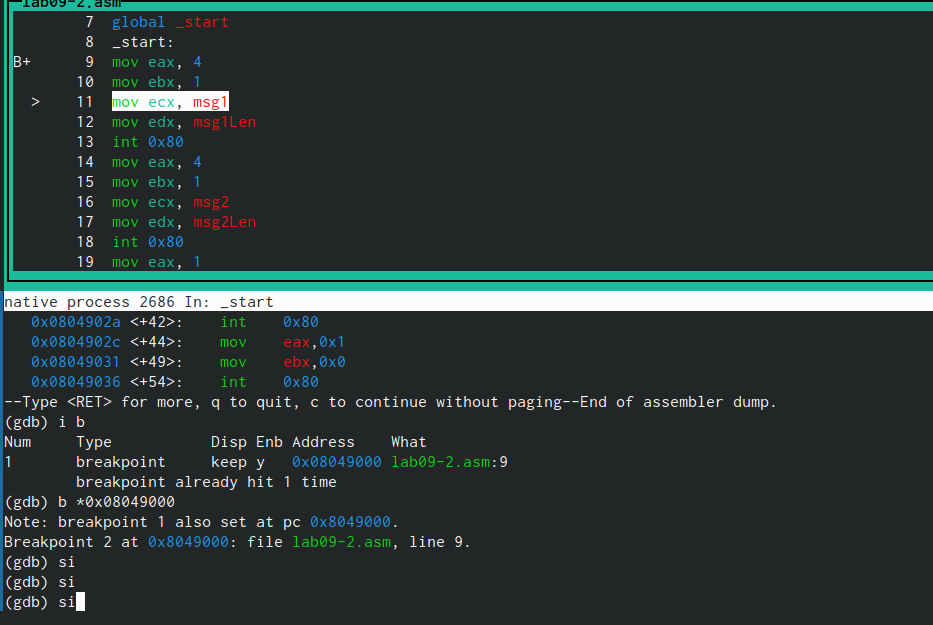 lab09-2.asm
7 global _start
8 _start:
B+ 9 mov eax, 4
10 mov ebx, 1
> 11 mov ecx, msg1
12 mov edx, msg1Len
13 int 0x80
14 mov eax, 4
15 mov ebx, 1
16 mov ecx, msg2
17 mov edx, msg2Len
18 int 0x80
19 mov eax, 1
native process 2686 In: _start
0x0804902a <+42>: int 0x80
0x0804902c <+44>: mov eax,0x1
0x08049031 <+49>: mov ebx,0x0
0x08049036 <+54>: int 0x80
--Type <RET> for more, q to quit, c to continue without paging--End of assembler dump.
(gdb) i b
Num Type Disp Enb Address What
1 breakpoint keep y 0x08049000 lab09-2.asm:9
breakpoint already hit 1 time
(gdb) b *0x08049000
Note: breakpoint 1 also set at pc 0x8049000.
Breakpoint 2 at 0x8049000: file lab09-2.asm, line 9.
(gdb) si
(gdb) si
(gdb) si